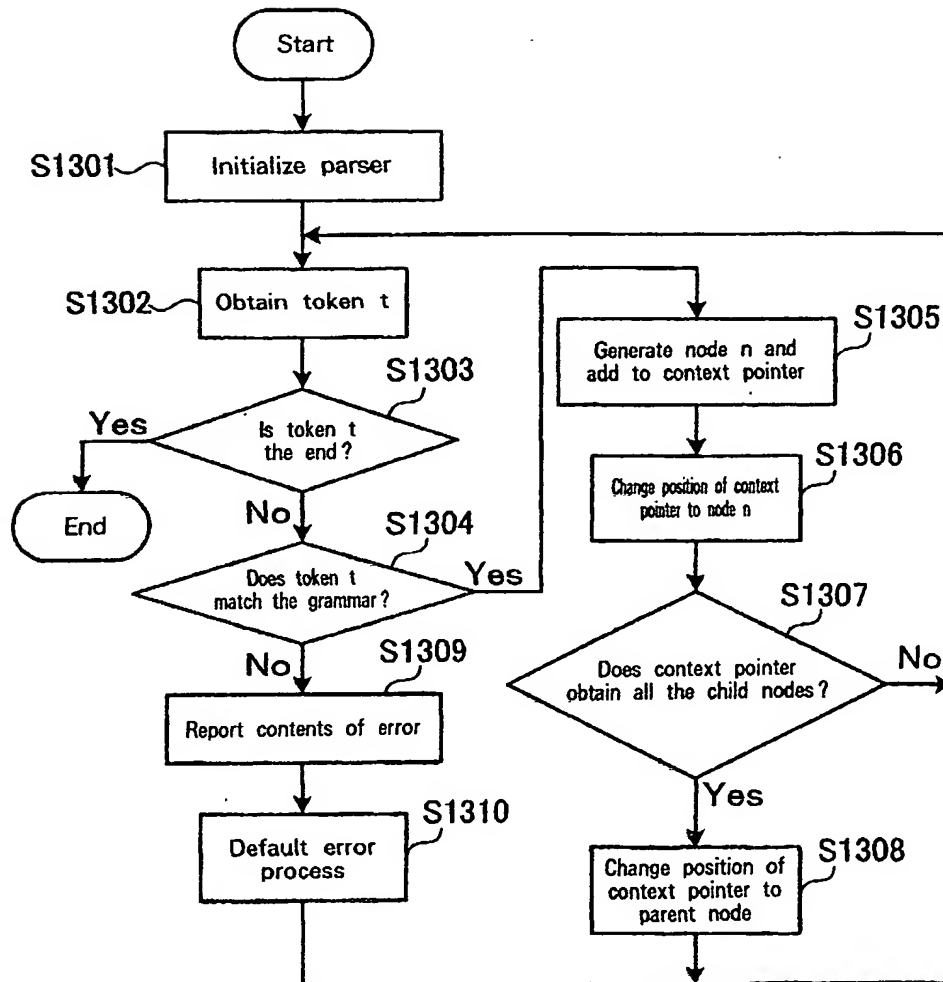 Start
S1301
Initialize parser
S1302
Obtain token t
S1303
Yes
Is token t
the end?
End
No
S1304
Does token t
match the grammar?
Yes
No
S1305
Generate node n and
add to context pointer
S1306
Change position of context
pointer to node n
S1307
Does context pointer
obtain all the child nodes?
No
Yes
S1308
Change position of
context pointer to
parent node
S1309
Report contents of error
S1310
Default error
process